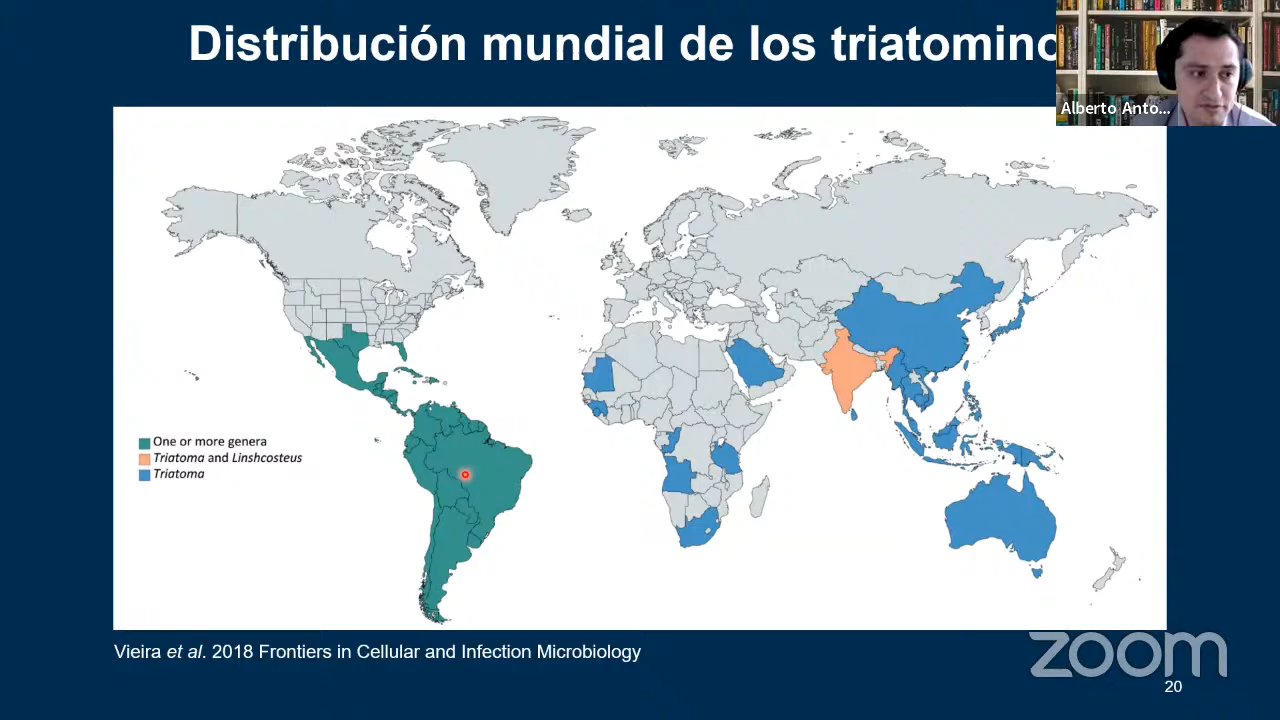 Distribución mundial de los triatomino
Alberto Anto...
One or more genera
Triatoma and Linshcosteus
Triatoma
Vieira et al. 2018 Frontiers in Cellular and Infection Microbiology
zoom
20